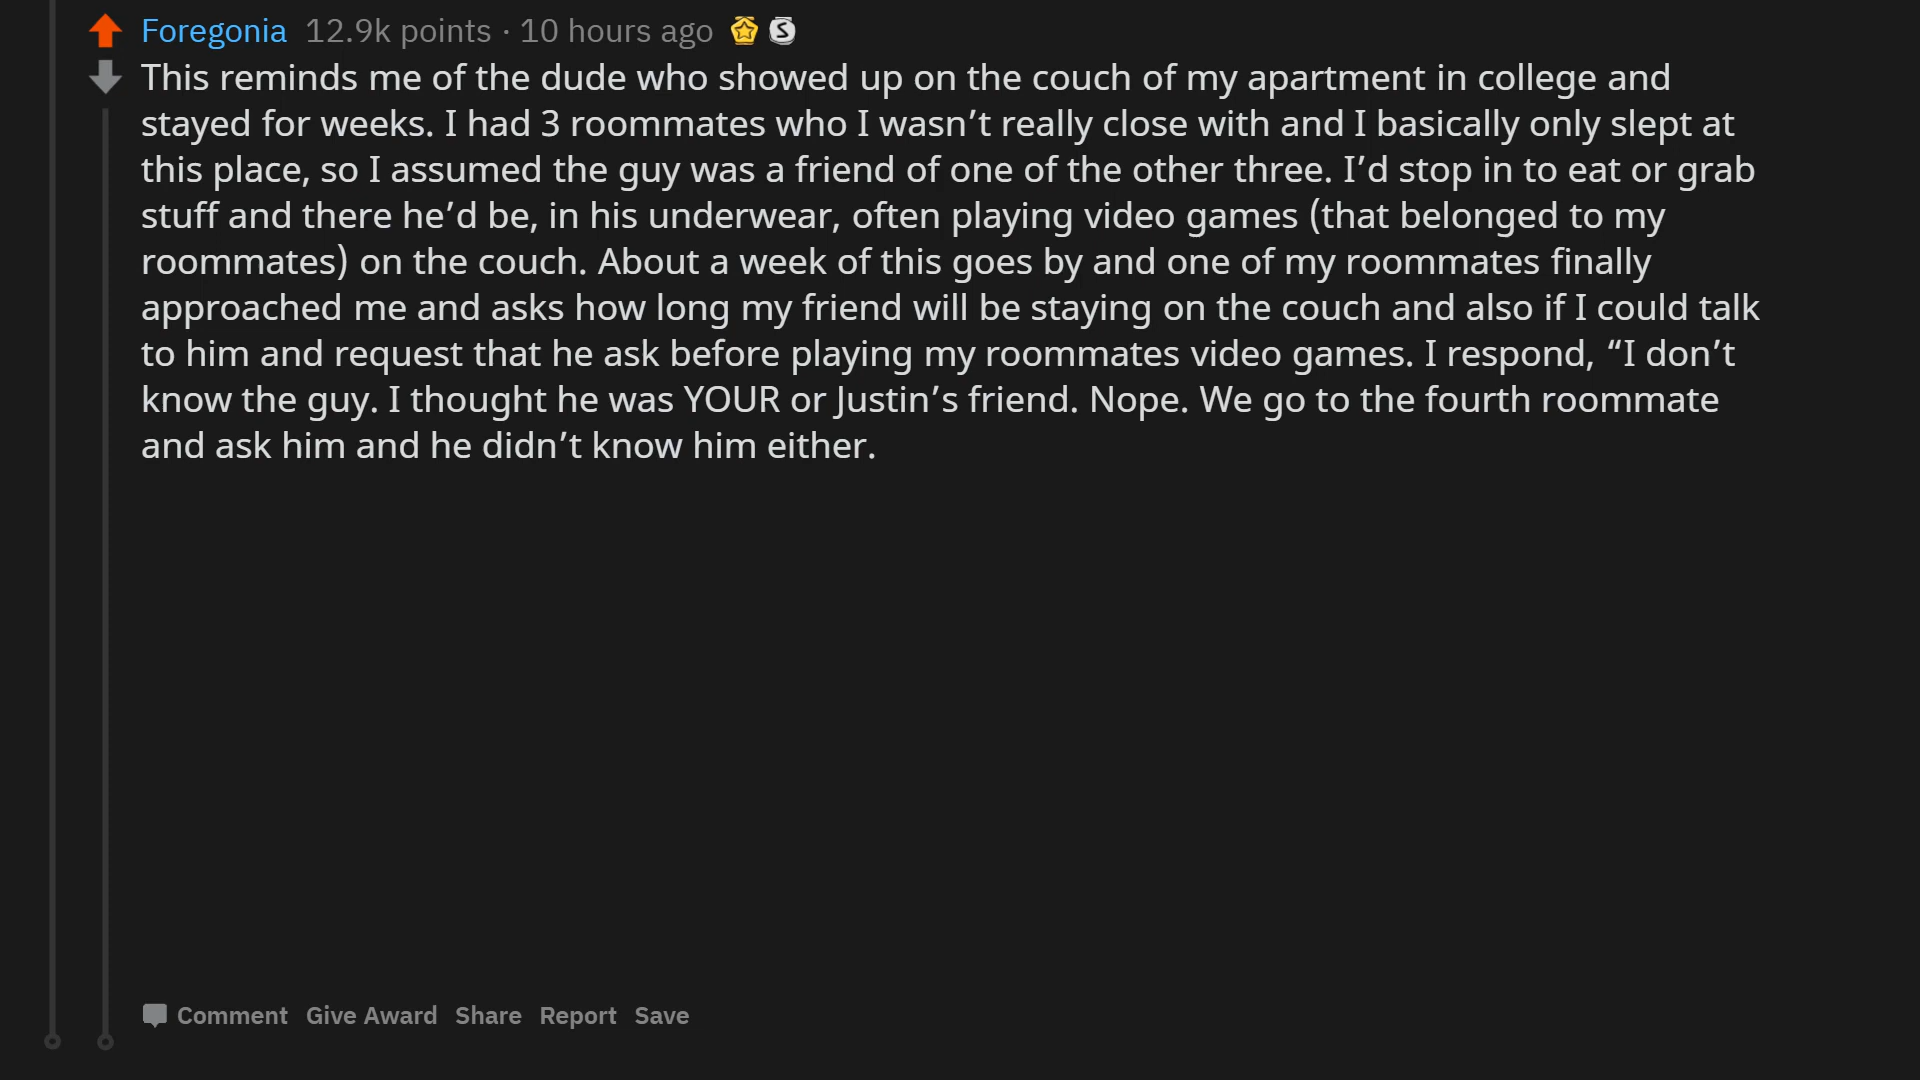 Foregonia 12.9k points · 10 hours ago
This reminds me of the dude who showed up on the couch of my apartment in college and
stayed for weeks. I had 3 roommates who I wasn’t really close with and I basically only slept at
this place, so I assumed the guy was a friend of one of the other three. I’d stop in to eat or grab
stuff and there he’d be, in his underwear, often playing video games (that belonged to my
roommates) on the couch. About a week of this goes by and one of my roommates finally
approached me and asks how long my friend will be staying on the couch and also if I could talk
to him and request that he ask before playing my roommates video games. I respond, “I don’t
know the guy. I thought he was YOUR or Justin’s friend. Nope. We go to the fourth roommate
and ask him and he didn’t know him either.
Comment Give Award Share Report Save